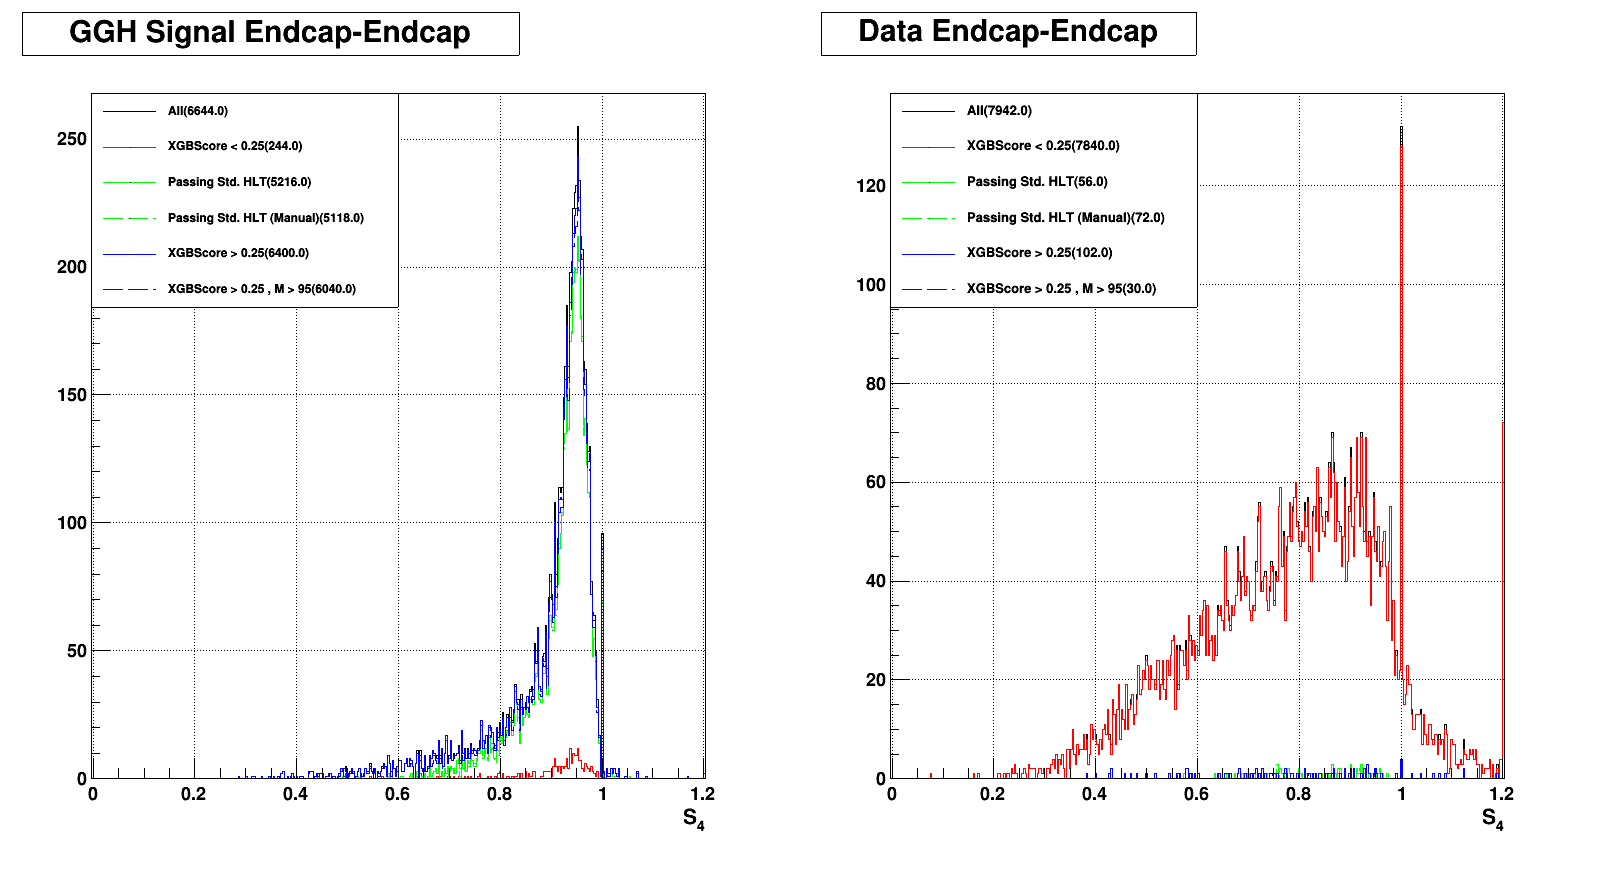 GGH Signal Endcap-Endcap
All(6644.0)
XGBScore < 0.25(244.0)
Passing Std. HLT(5216.0)
Passing Std. HLT (Manual)(5118.0)
XGBScore > 0.25(6400.0)
XGBScore > 0.25 , M > 95(6040.0)
250
200
150
100
50
0
0 0.2 0.4 0.6 0.8 1 1.2
S4
Data Endcap-Endcap
All(7942.0)
XGBScore < 0.25(7840.0)
Passing Std. HLT(56.0)
Passing Std. HLT (Manual)(72.0)
XGBScore > 0.25(102.0)
XGBScore > 0.25 , M > 95(30.0)
120
100
80
60
40
20
0
0 0.2 0.4 0.6 0.8 1 1.2
S4